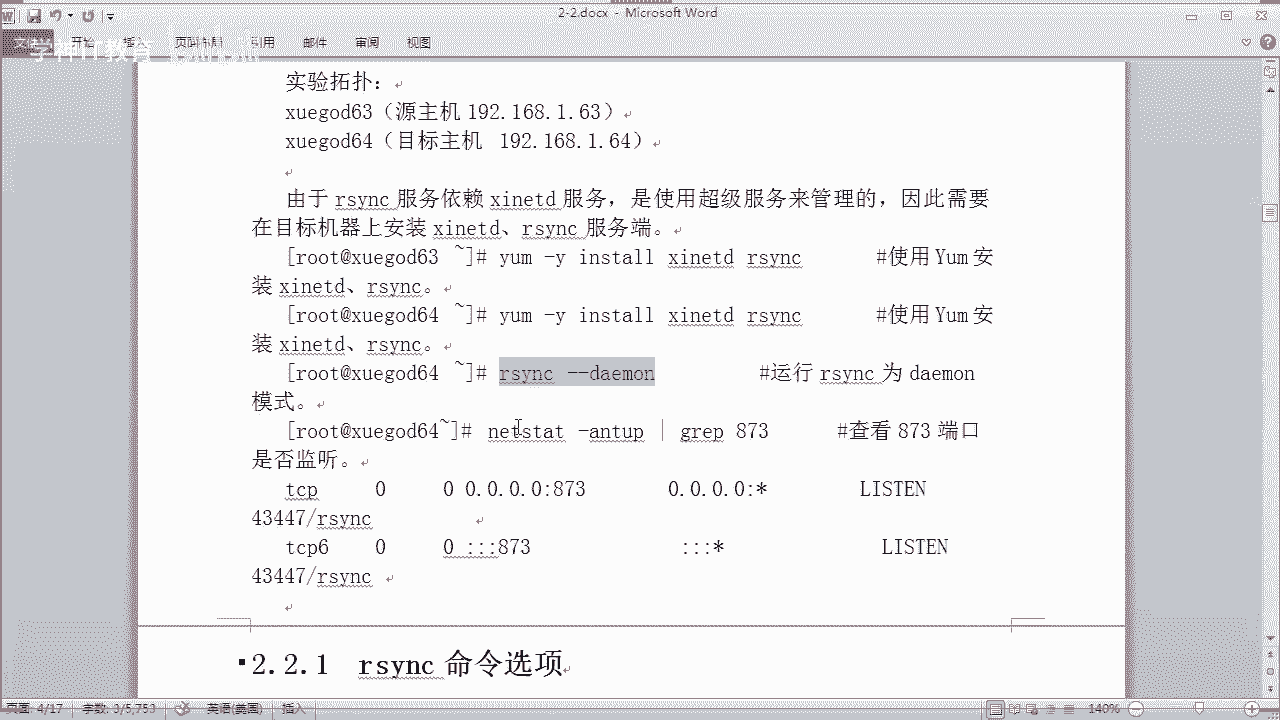 2-2.docx - Microsoft Word
文件 开始 插 页面布局 引用 邮件 审阅 视图
学神IT教育
实验拓扑：
xuegod63（源主机 192.168.1.63）
xuegod64（目标主机 192.168.1.64）
由于 rsync 服务依赖 xinetd 服务，是使用超级服务来管理的，因此需要
在目标机器上安装 xinetd、rsync 服务端。
[root@xuegod63 ~]# yum -y install xinetd rsync #使用 Yum 安
装 xinetd、rsync。
[root@xuegod64 ~]# yum -y install xinetd rsync #使用 Yum 安
装 xinetd、rsync。
[root@xuegod64 ~]# rsync --daemon #运行 rsync 为 daemon
模式。
[root@xuegod64~]# netstat -antup | grep 873 #查看 873 端口
是否监听。
tcp 0 0 0.0.0.0:873 0.0.0.0:* LISTEN
43447/rsync
tcp6 0 0 :::873 :::* LISTEN
43447/rsync
2.2.1 rsync 命令选项
页面: 4/17 字数: 3/5,753 英语(美国) 插入 140%